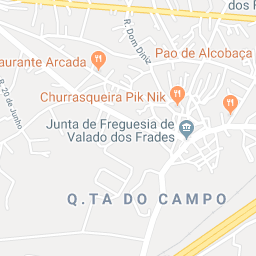 dos F
R. Dom Diniz
Pao de Alcobaça
aurante Arcada
R. 20 de Junho
Churrasqueira Pik Nik
Junta de Freguesia de
Valado dos Frades
Q.TA DO CAMPO